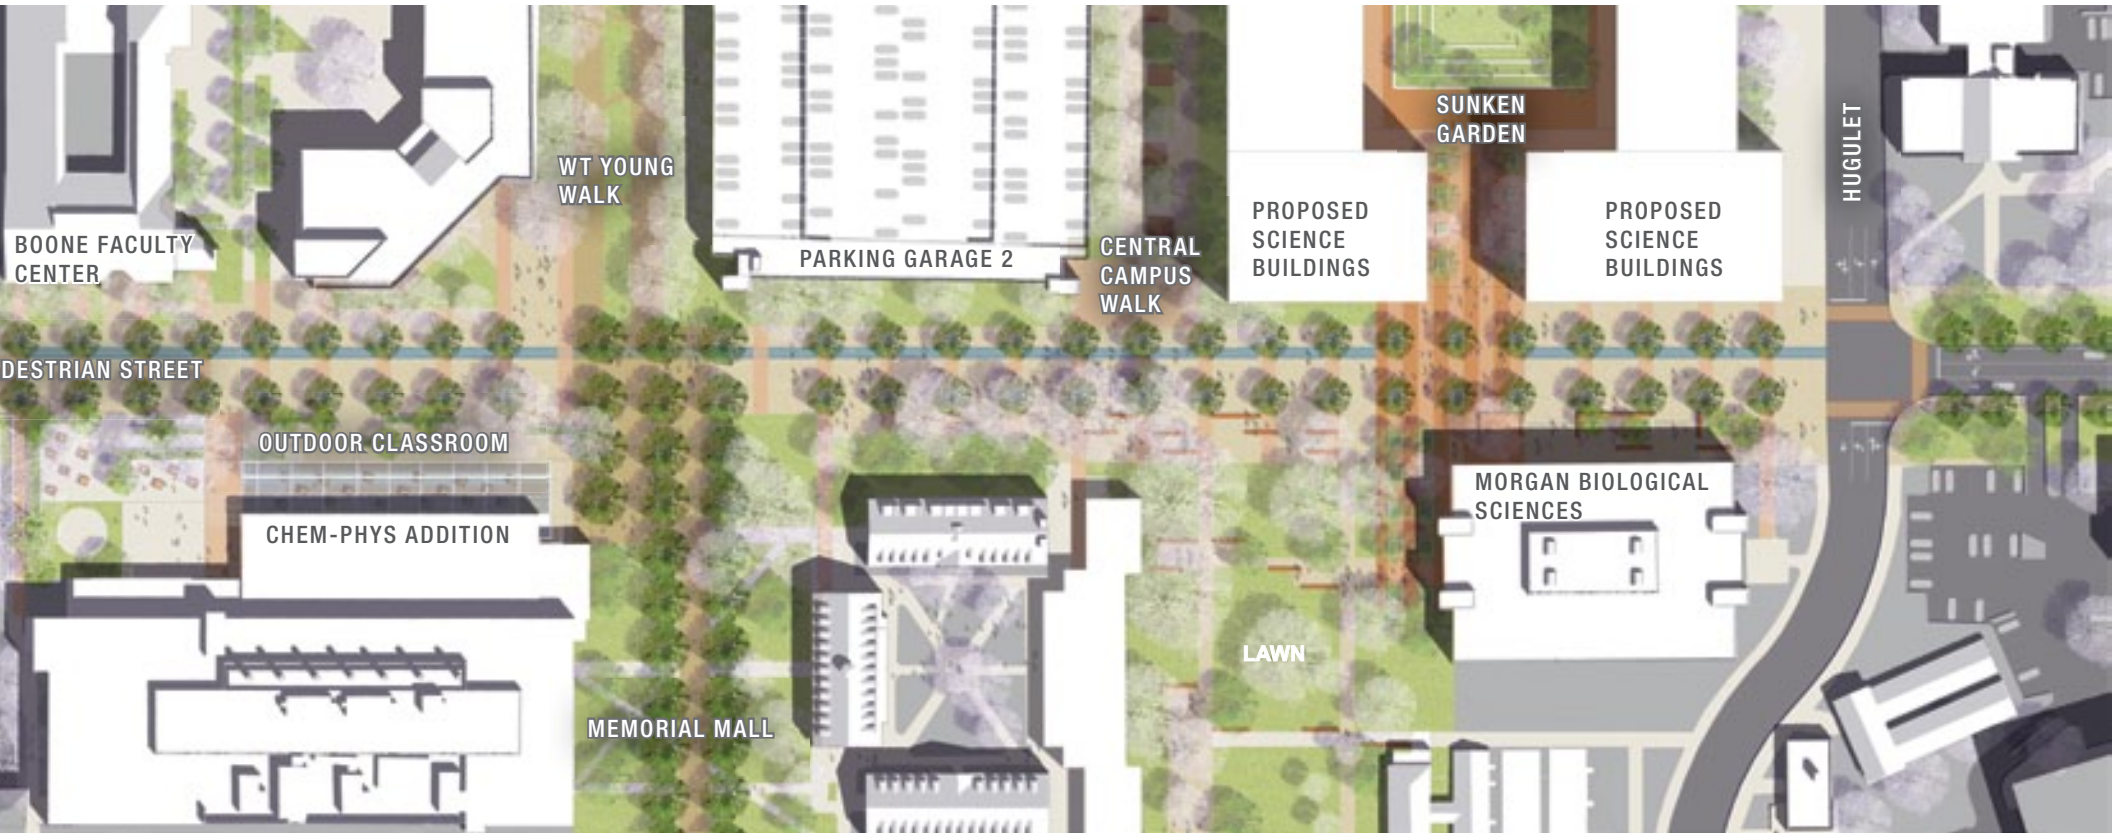 SUNKEN
GARDEN
HUGULET
WT YOUNG
WALK
PROPOSED
SCIENCE
BUILDINGS
PROPOSED
SCIENCE
BUILDINGS
BOONE FACULTY
CENTER
PARKING GARAGE 2
CENTRAL
CAMPUS
WALK
DESTRIAN STREET
OUTDOOR CLASSROOM
MORGAN BIOLOGICAL
SCIENCES
CHEM-PHYS ADDITION
LAWN
MEMORIAL MALL